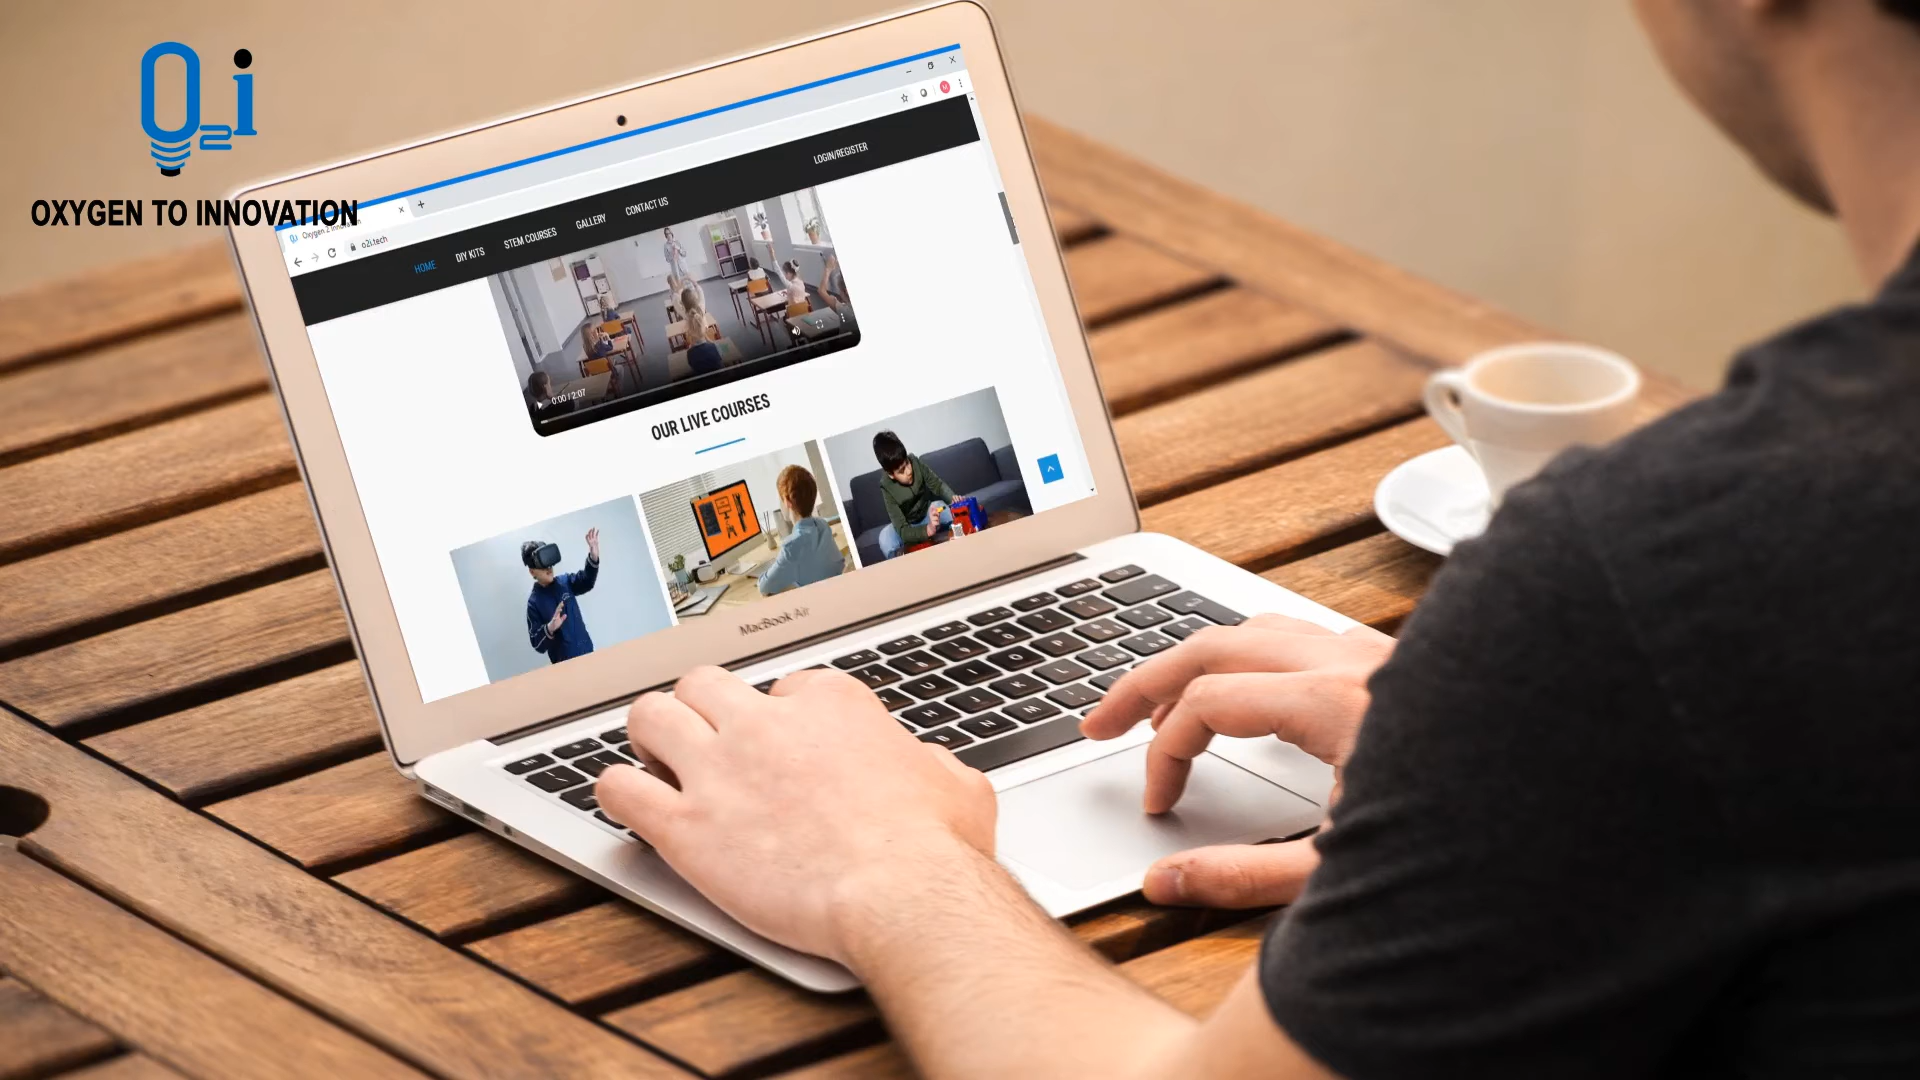 O2i
OXYGEN TO INNOVATION
o2i.tech
LOGIN/REGISTER
HOME
DIY KITS
STEM COURSES
GALLERY
CONTACT US
0:00 / 2:07
OUR LIVE COURSES
MacBook Air